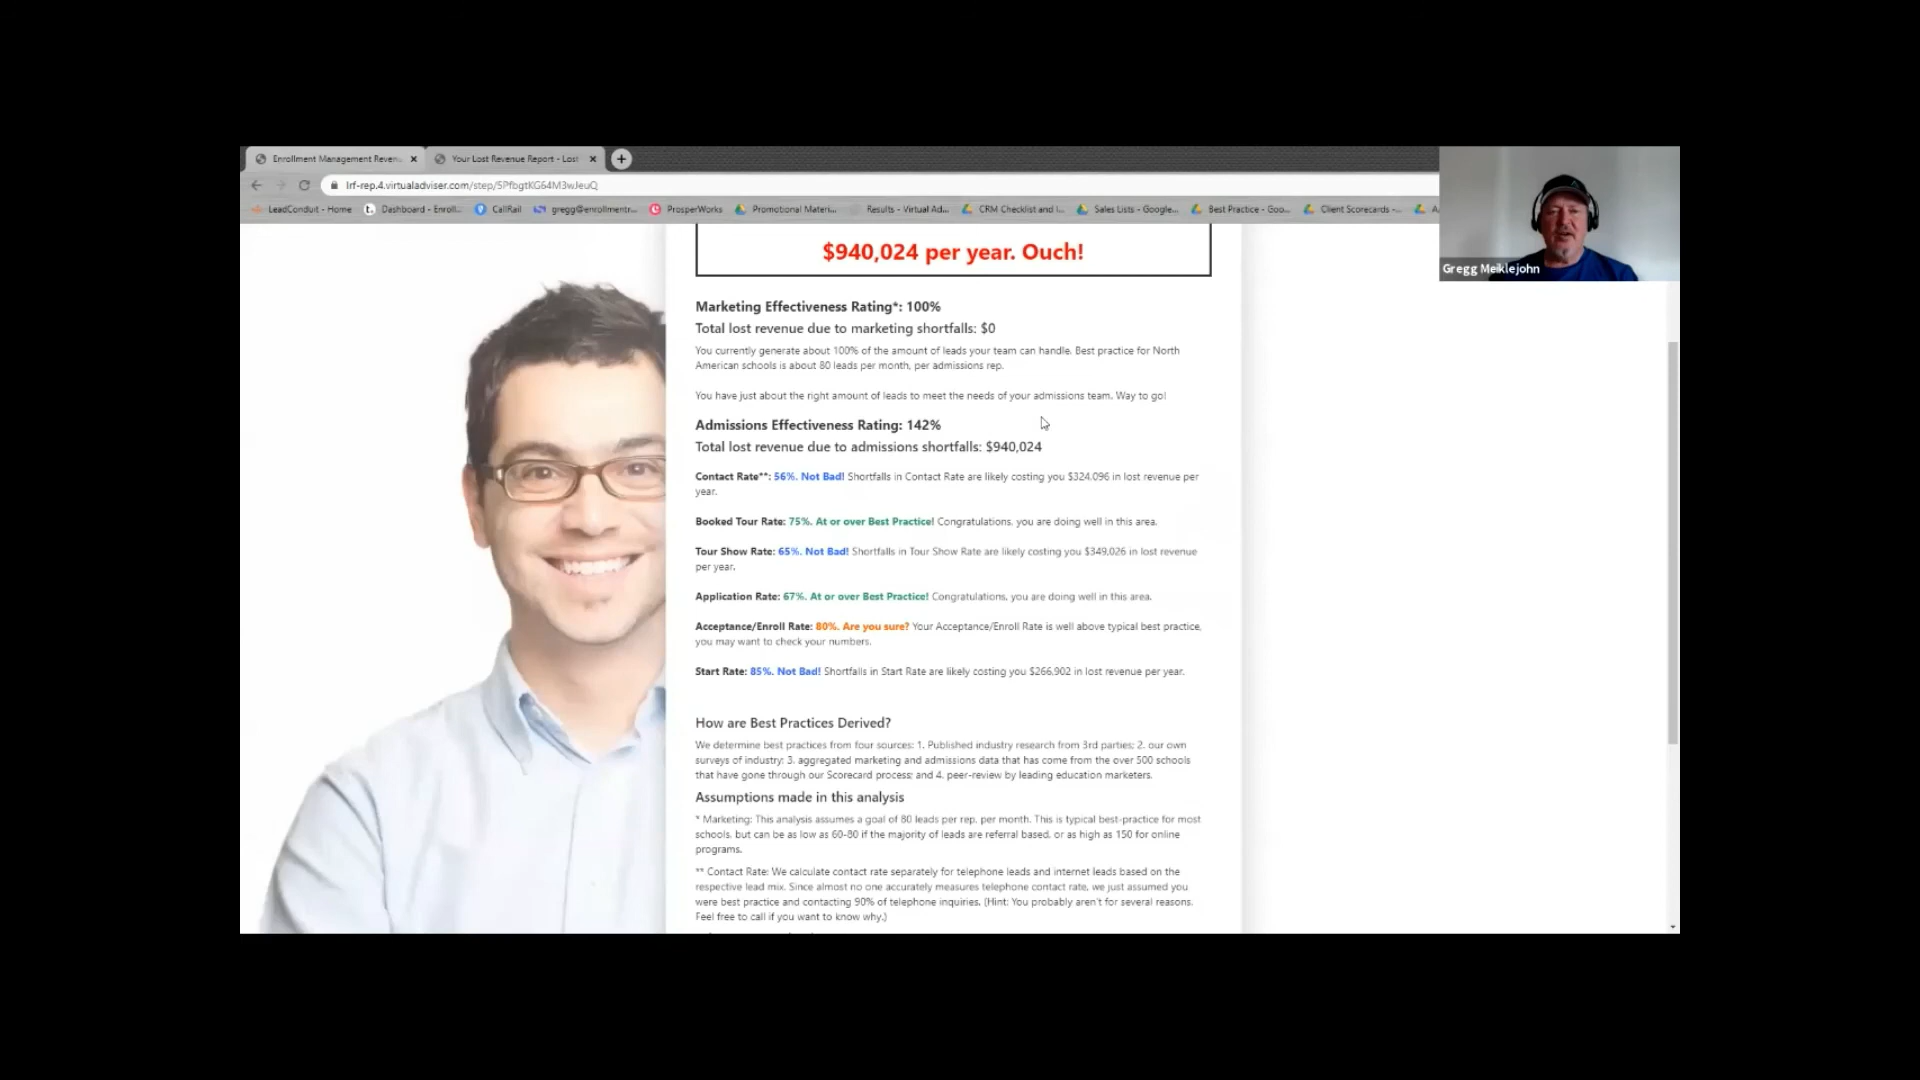 Enrollment Management Reven
Your Lost Revenue Report - Lost
lrf-rep.4.virtualadviser.com/step/5PfbgtKG64M3wJeuQ
LeadConduit - Home
Dashboard - Enroll...
CallRail
gregg@enrollmentr...
ProsperWorks
Promotional Materi...
Results - Virtual Ad...
CRM Checklist and I...
Sales Lists - Google...
Best Practice - Goo...
Client Scorecards -...
Gregg Meiklejohn
$940,024 per year. Ouch!
Marketing Effectiveness Rating*: 100%
Total lost revenue due to marketing shortfalls: $0
You currently generate about 100% of the amount of leads your team can handle. Best practice for North
American schools is about 80 leads per month, per admissions rep.
You have just about the right amount of leads to meet the needs of your admissions team. Way to go!
Admissions Effectiveness Rating: 142%
Total lost revenue due to admissions shortfalls: $940,024
Contact Rate**: 56%. Not Bad! Shortfalls in Contact Rate are likely costing you $324,096 in lost revenue per
year.
Booked Tour Rate: 75%. At or over Best Practice! Congratulations, you are doing well in this area.
Tour Show Rate: 65%. Not Bad! Shortfalls in Tour Show Rate are likely costing you $349,026 in lost revenue
per year.
Application Rate: 67%. At or over Best Practice! Congratulations, you are doing well in this area.
Acceptance/Enroll Rate: 80%. Are you sure? Your Acceptance/Enroll Rate is well above typical best practice,
you may want to check your numbers.
Start Rate: 85%. Not Bad! Shortfalls in Start Rate are likely costing you $266,902 in lost revenue per year.
How are Best Practices Derived?
We determine best practices from four sources: 1. Published industry research from 3rd parties; 2. our own
surveys of industry; 3. aggregated marketing and admissions data that has come from the over 500 schools
that have gone through our Scorecard process; and 4. peer-review by leading education marketers.
Assumptions made in this analysis
* Marketing: This analysis assumes a goal of 80 leads per rep, per month. This is typical best-practice for most
schools, but can be as low as 60-80 if the majority of leads are referral based, or as high as 150 for online
programs.
** Contact Rate: We calculate contact rate separately for telephone leads and internet leads based on the
respective lead mix. Since almost no one accurately measures telephone contact rate, we just assumed you
were best practice and contacting 90% of telephone inquiries. (Hint: You probably aren't for several reasons.
Feel free to call if you want to know why.)